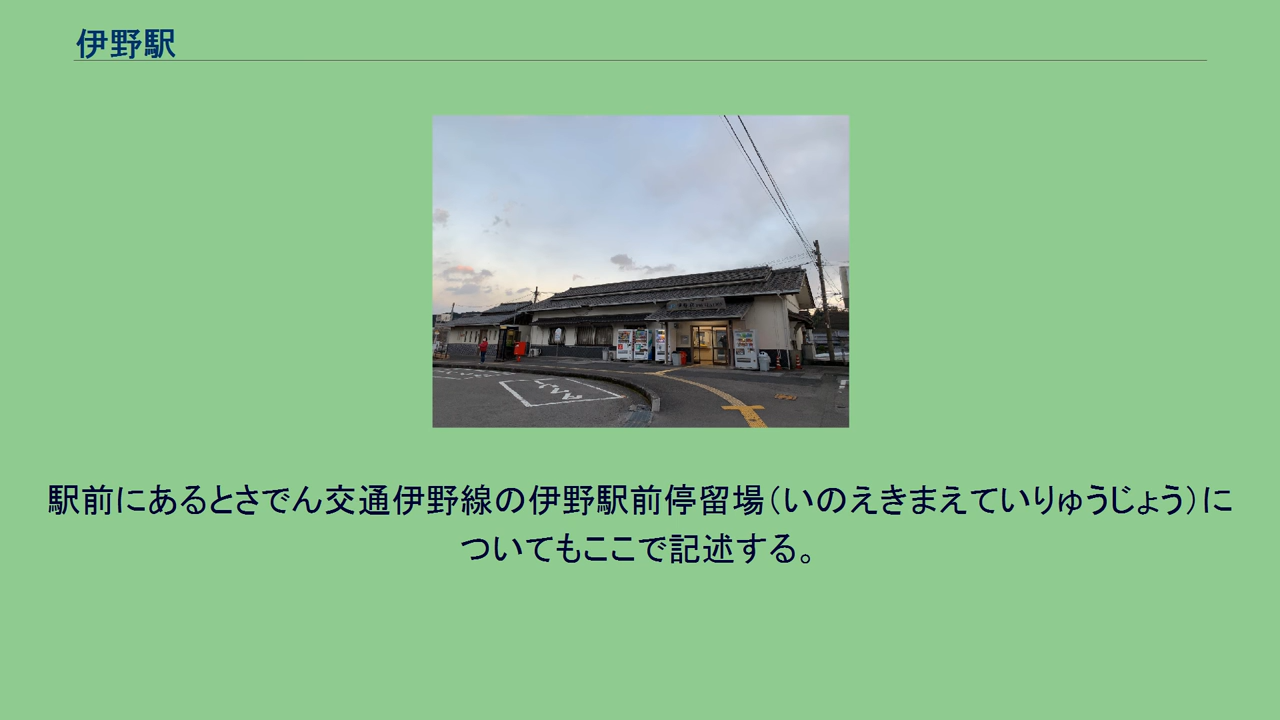 伊野駅
駅前にあるとさでん交通伊野線の伊野駅前停留場（いのえきまえていりゅうじょう）に
ついてもここで記述する。